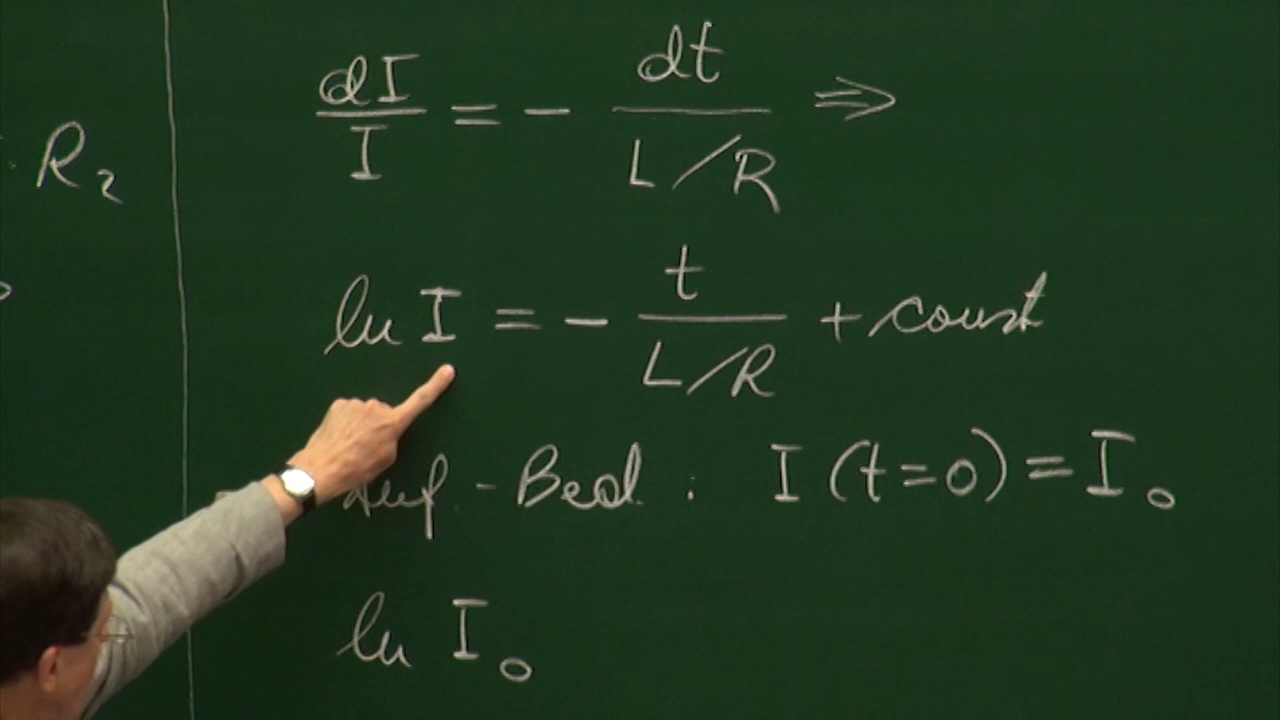 R₂
dI/I = - dt/(L/R) ⇒
ln I = - t/(L/R) + const
Anf-Bed : I (t=0) = I₀
ln I₀